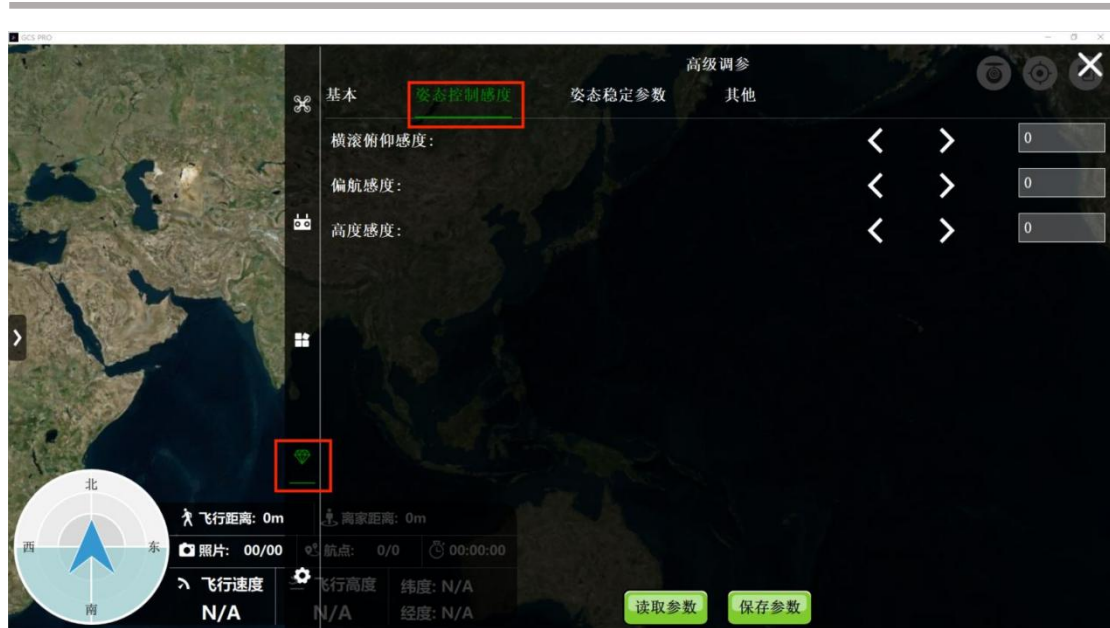 GCS PRO
高级调参
基本 姿态控制感度 姿态稳定参数 其他
横滚俯仰感度: 0
偏航感度: 0
高度感度: 0
北
西 东
南
飞行距离: 0m 离家距离: 0m
照片: 00/00 航点: 0/0 00:00:00
飞行速度 飞行高度 纬度: N/A
N/A N/A 经度: N/A
读取参数 保存参数